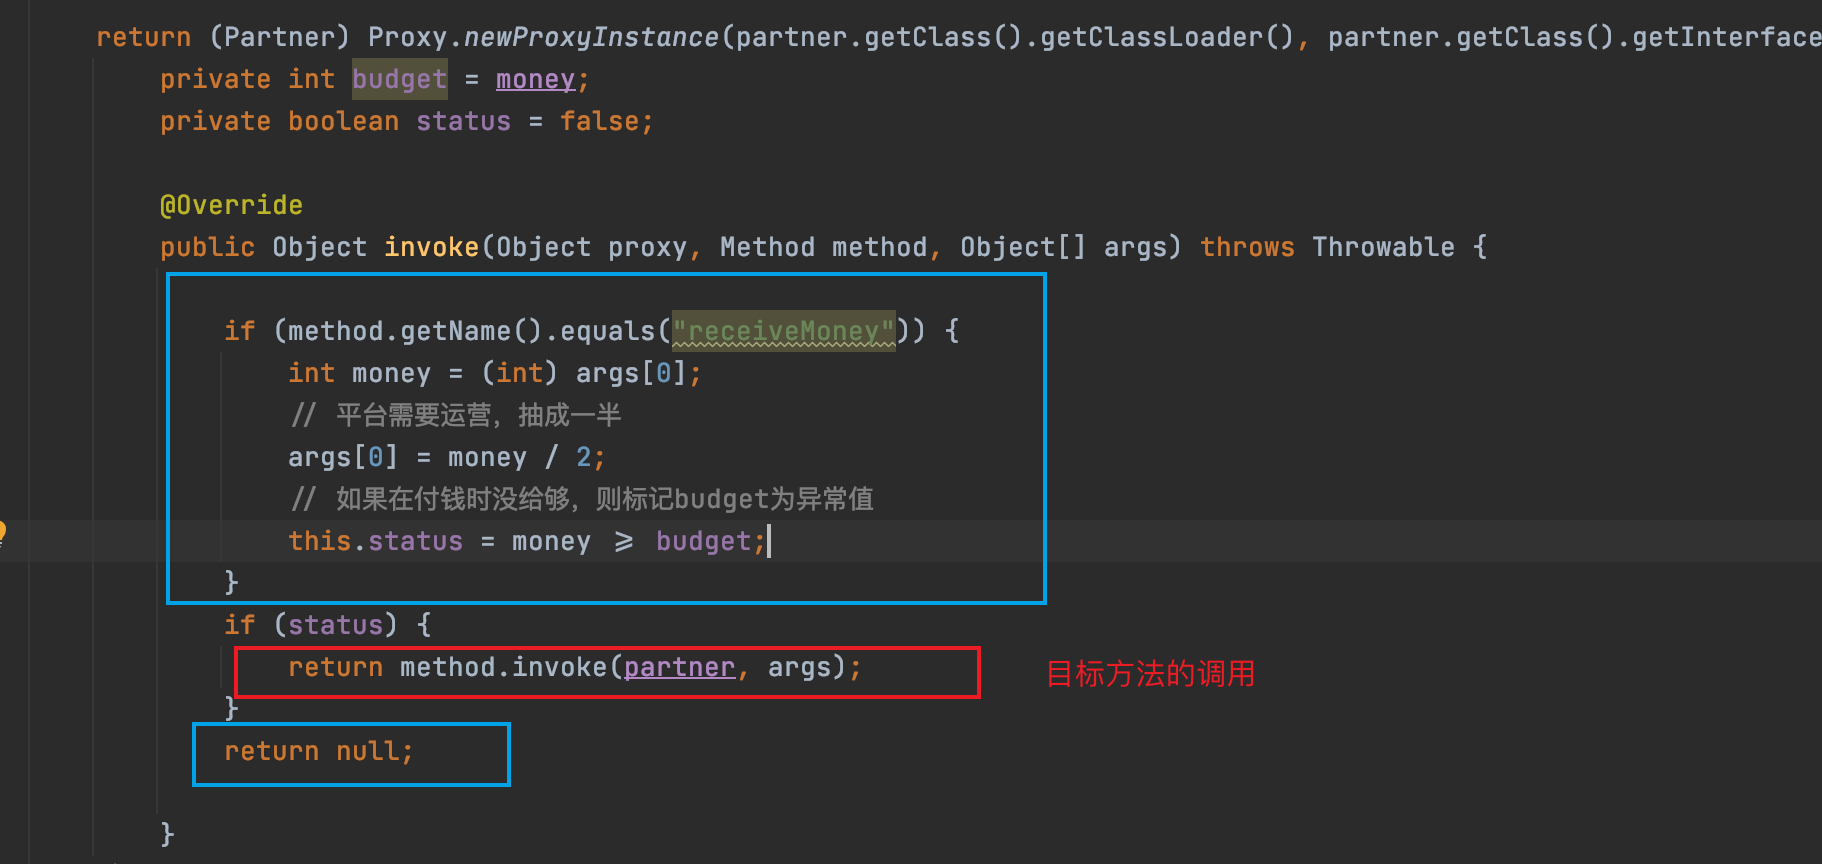 return (Partner) Proxy.newProxyInstance(partner.getClass().getClassLoader(), partner.getClass().getInterface
private int budget = money;
private boolean status = false;
@Override
public Object invoke(Object proxy, Method method, Object[] args) throws Throwable {
if (method.getName().equals("receiveMoney")) {
int money = (int) args[0];
// 平台需要运营，抽成一半
args[0] = money / 2;
// 如果在付钱时没给够，则标记budget为异常值
this.status = money >= budget;
}
if (status) {
return method.invoke(partner, args); 目标方法的调用
}
return null;
}